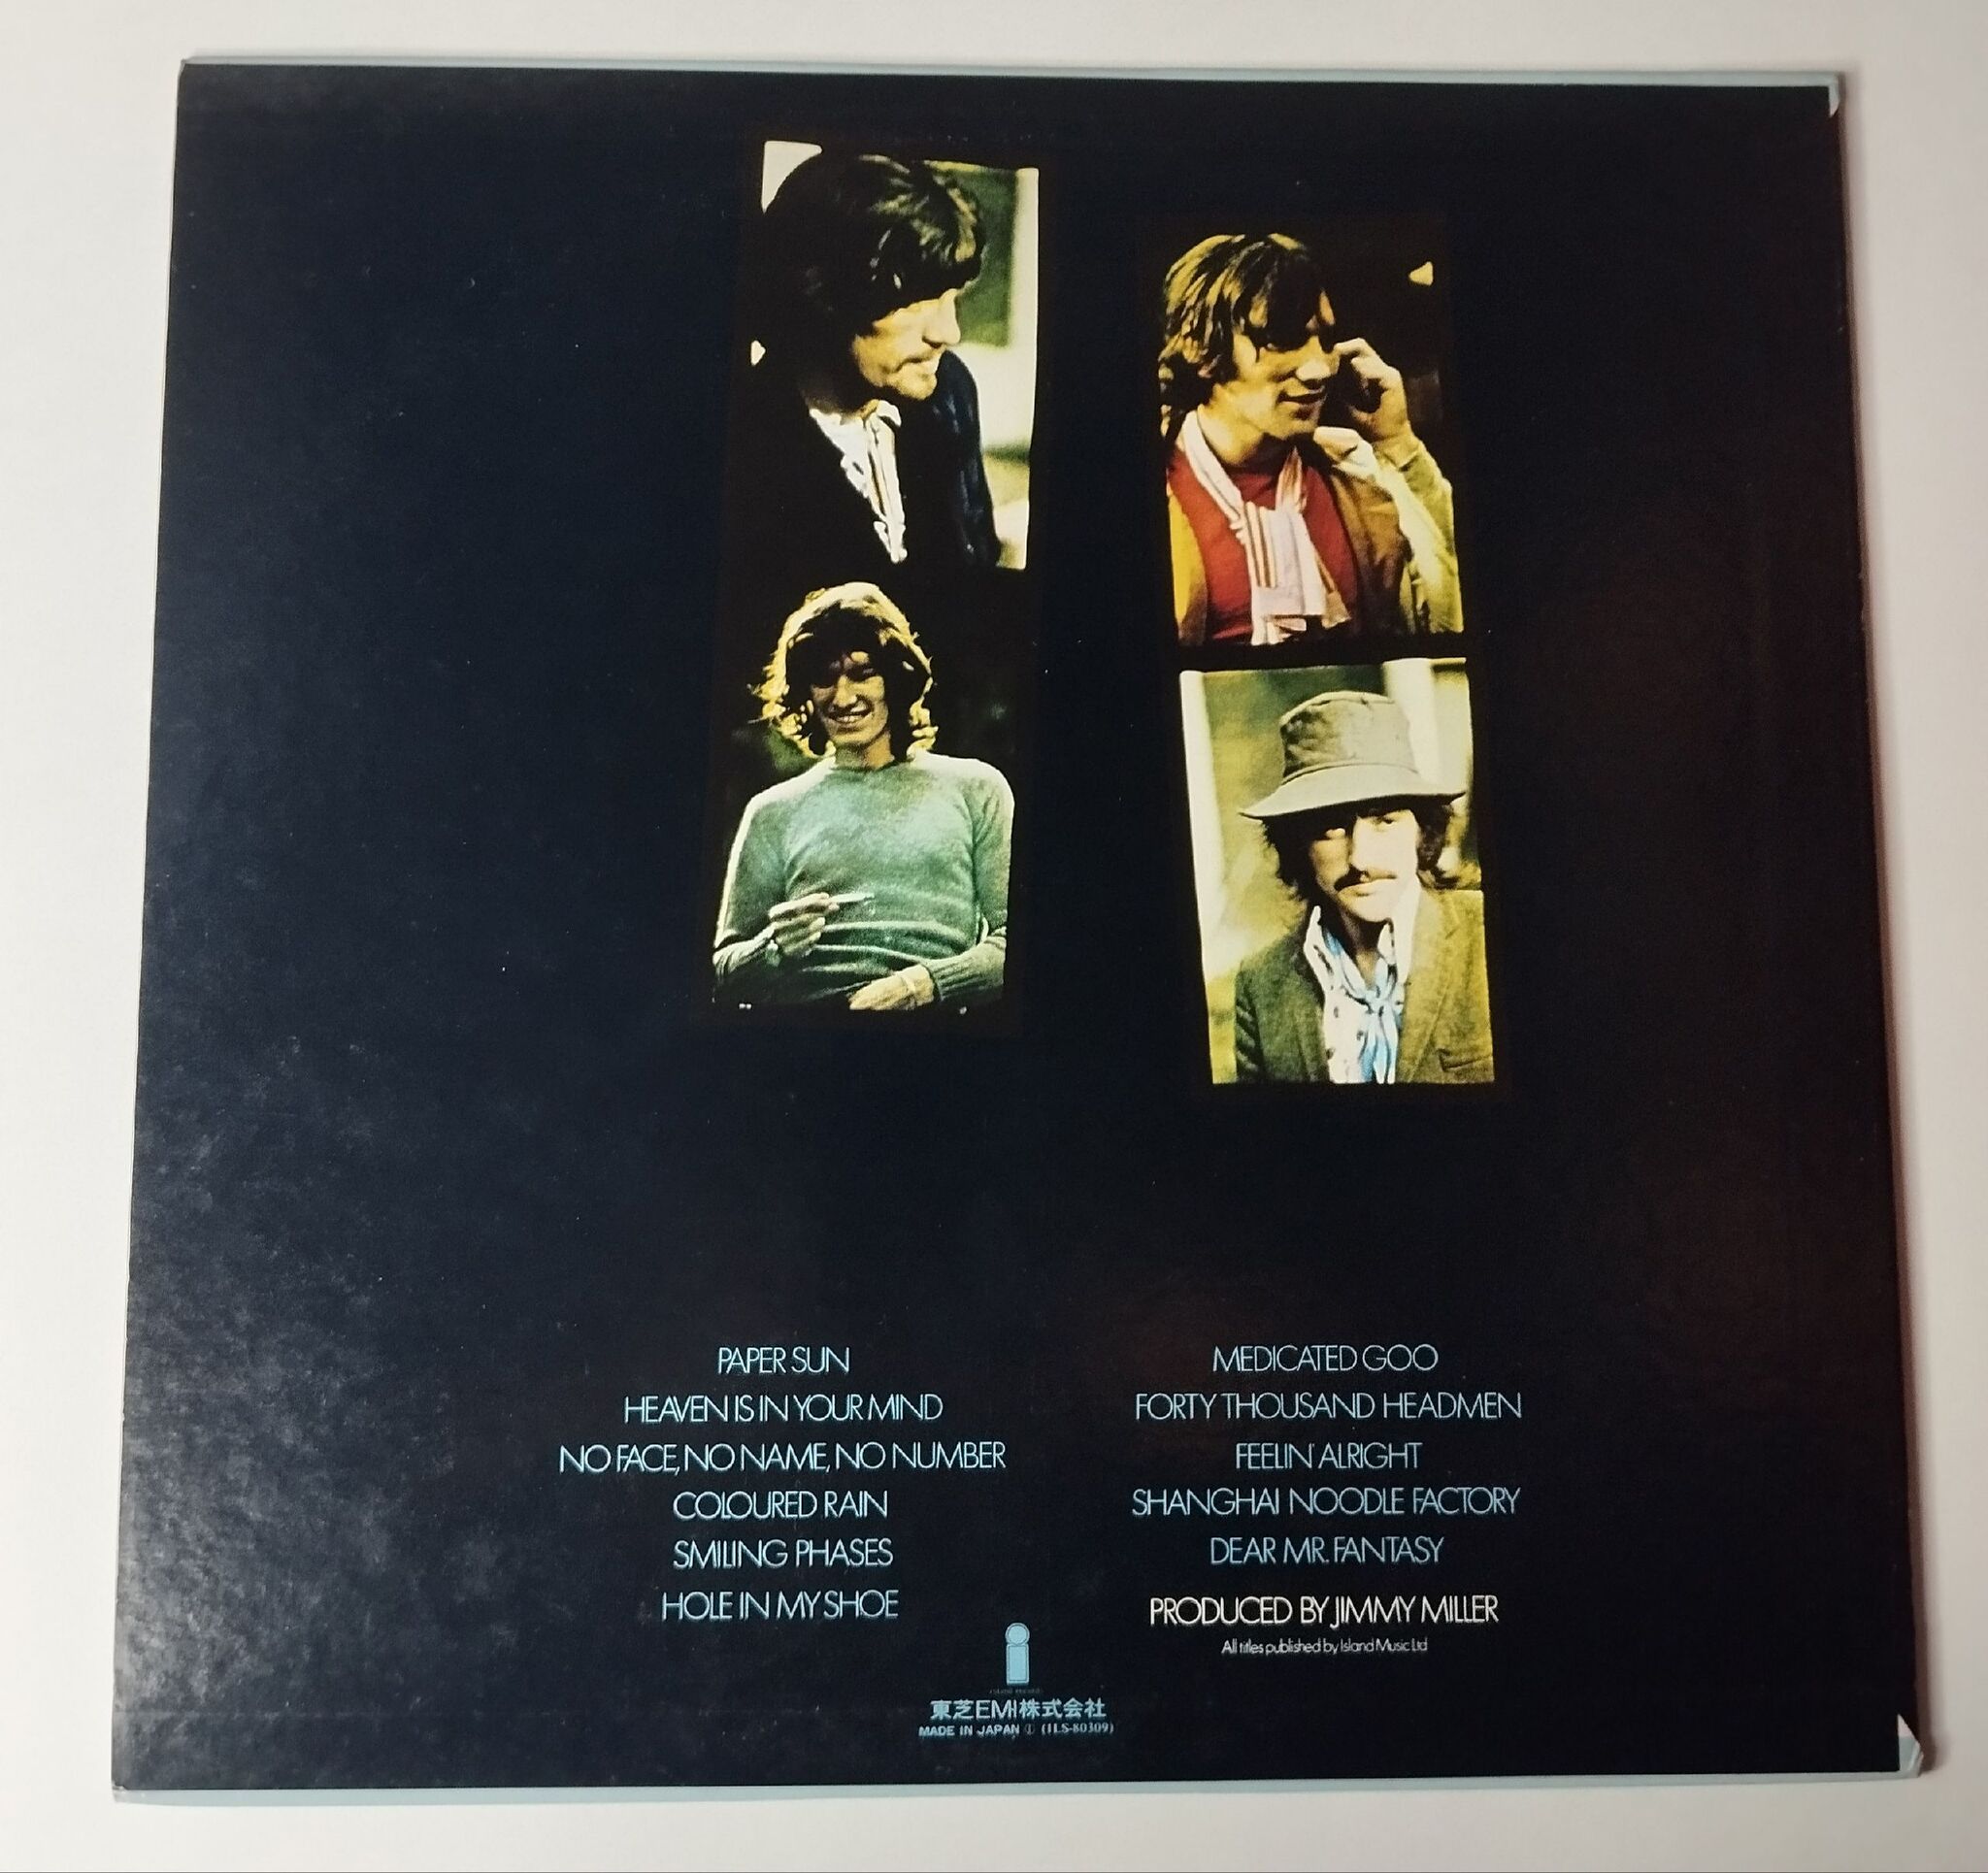 PAPER SUN
HEAVEN IS IN YOUR MIND
NO FACE, NO NAME, NO NUMBER
COLOURED RAIN
SMILING PHASES
HOLE IN MY SHOE
MEDICATED GOO
FORTY THOUSAND HEADMEN
FEELIN' ALRIGHT
SHANGHAI NOODLE FACTORY
DEAR MR. FANTASY
PRODUCED BY JIMMY MILLER
All titles published by Island Music Ltd
東芝EMI株式会社
MADE IN JAPAN ① (ILS-80309)